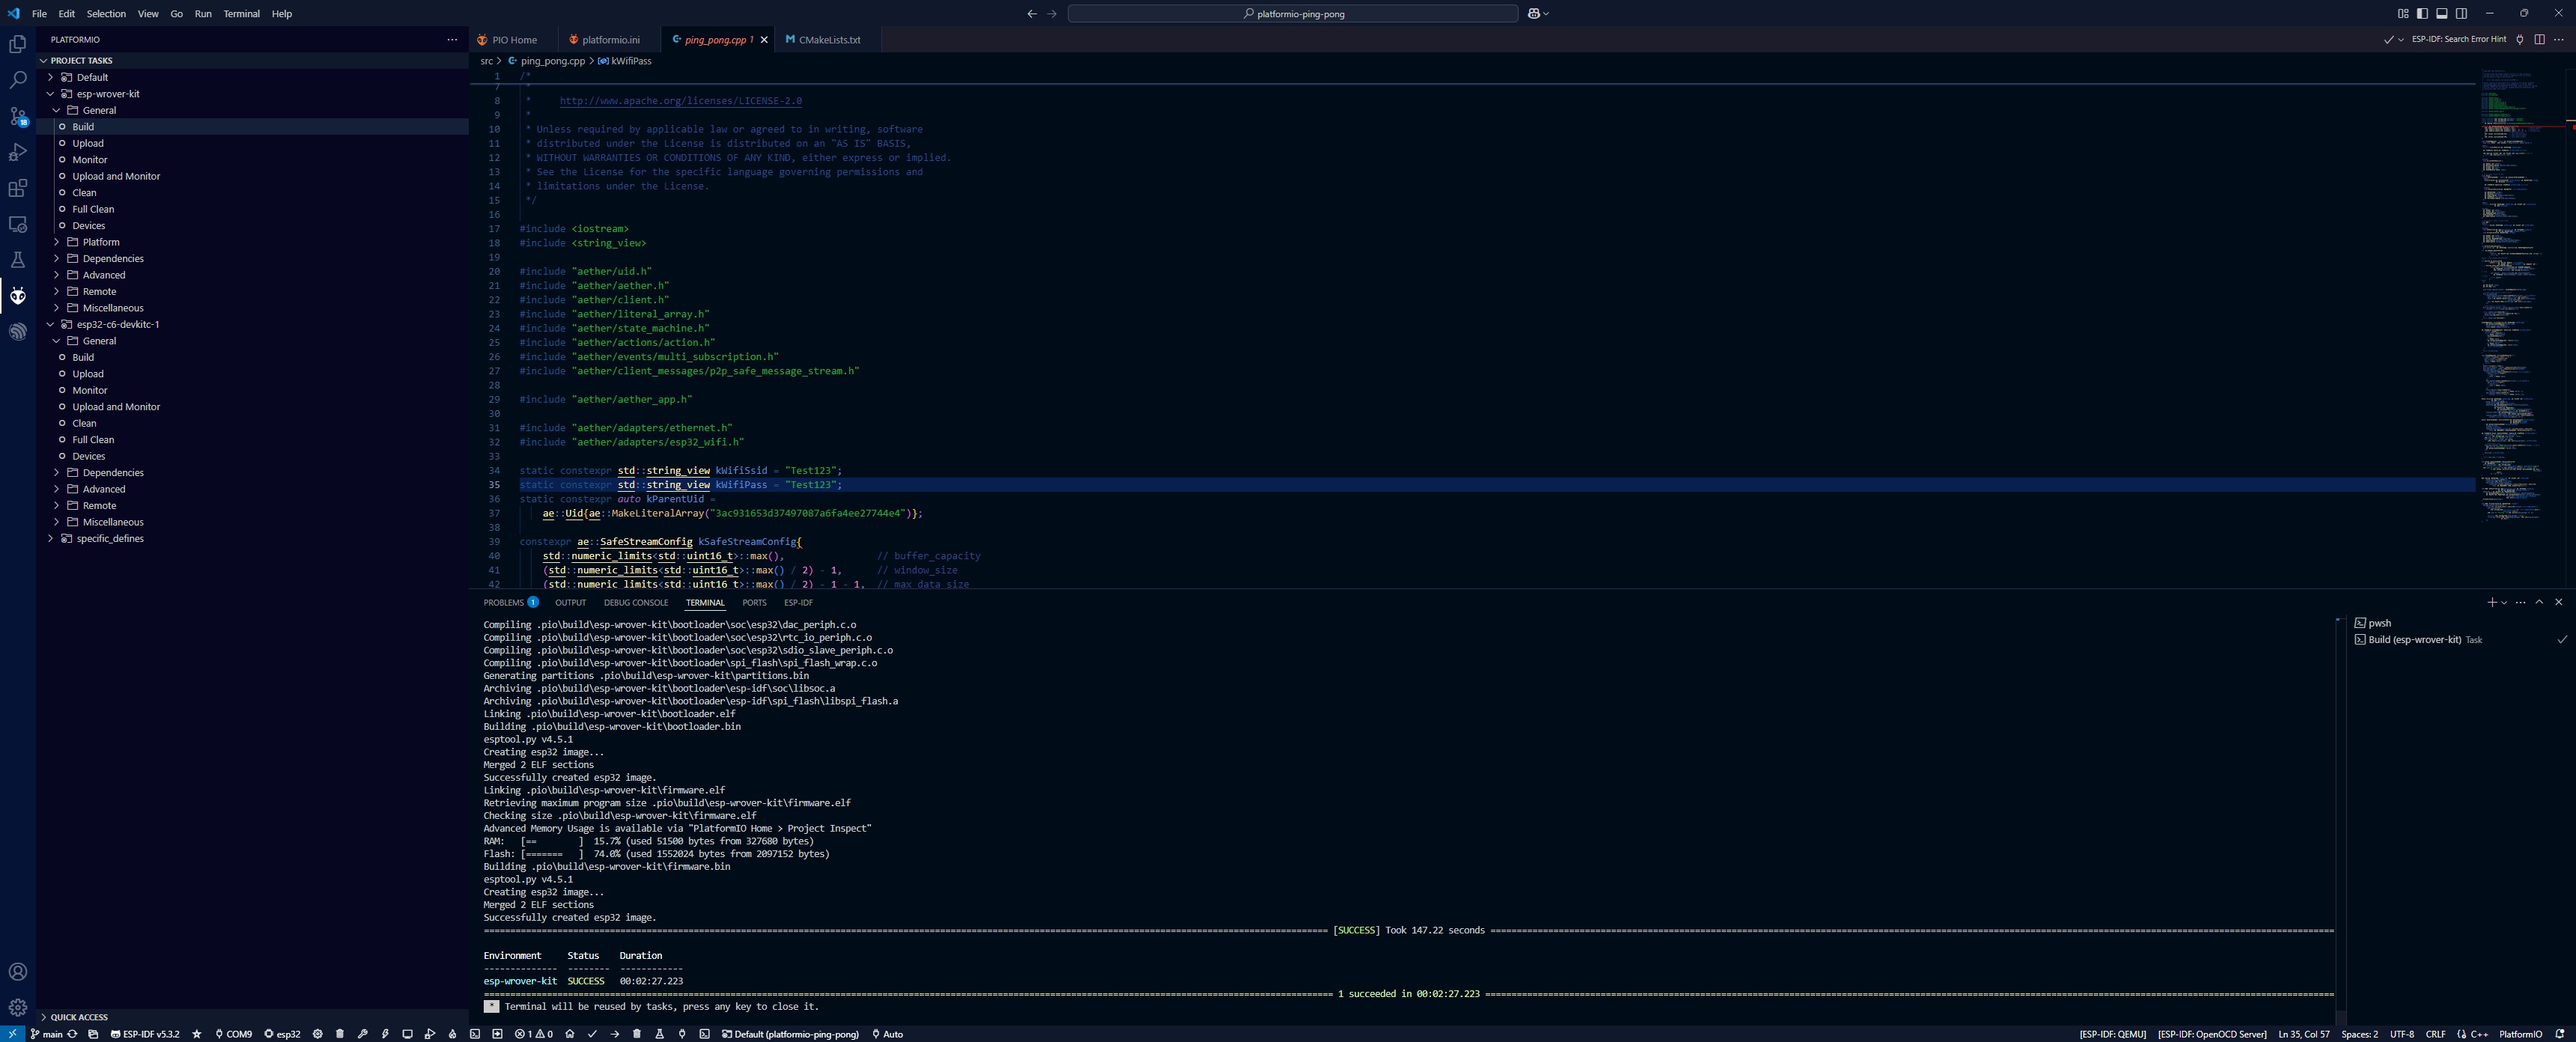 File Edit Selection View Go Run Terminal Help
platformio-ping-pong
PLATFORMIO
PROJECT TASKS
Default
esp-wrover-kit
General
Build
Upload
Monitor
Upload and Monitor
Clean
Full Clean
Devices
Platform
Dependencies
Advanced
Remote
Miscellaneous
esp32-c6-devkitc-1
General
Build
Upload
Monitor
Upload and Monitor
Clean
Full Clean
Devices
Dependencies
Advanced
Remote
Miscellaneous
specific_defines
QUICK ACCESS
18
PIO Home platformio.ini ping_pong.cpp 1 CMakeLists.txt
ESP-IDF: Search Error Hint
src > ping_pong.cpp > kWifiPass
1 /*
7 *
8 *     http://www.apache.org/licenses/LICENSE-2.0
9 *
10 * Unless required by applicable law or agreed to in writing, software
11 * distributed under the License is distributed on an "AS IS" BASIS,
12 * WITHOUT WARRANTIES OR CONDITIONS OF ANY KIND, either express or implied.
13 * See the License for the specific language governing permissions and
14 * limitations under the License.
15 */
16
17 #include <iostream>
18 #include <string_view>
19
20 #include "aether/uid.h"
21 #include "aether/aether.h"
22 #include "aether/client.h"
23 #include "aether/literal_array.h"
24 #include "aether/state_machine.h"
25 #include "aether/actions/action.h"
26 #include "aether/events/multi_subscription.h"
27 #include "aether/client_messages/p2p_safe_message_stream.h"
28
29 #include "aether/aether_app.h"
30
31 #include "aether/adapters/ethernet.h"
32 #include "aether/adapters/esp32_wifi.h"
33
34 static constexpr std::string_view kWifiSsid = "Test123";
35 static constexpr std::string_view kWifiPass = "Test123";
36 static constexpr auto kParentUid =
37     ae::Uid{ae::MakeLiteralArray("3ac931653d37497087a6fa4ee27744e4")};
38
39 constexpr ae::SafeStreamConfig kSafeStreamConfig{
40     std::numeric_limits<std::uint16_t>::max(),                // buffer_capacity
41     (std::numeric_limits<std::uint16_t>::max() / 2) - 1,      // window_size
42     (std::numeric_limits<std::uint16_t>::max() / 2) - 1 - 1,  // max_data_size
PROBLEMS 1 OUTPUT DEBUG CONSOLE TERMINAL PORTS ESP-IDF
Compiling .pio\build\esp-wrover-kit\bootloader\soc\esp32\dac_periph.c.o
Compiling .pio\build\esp-wrover-kit\bootloader\soc\esp32\rtc_io_periph.c.o
Compiling .pio\build\esp-wrover-kit\bootloader\soc\esp32\sdio_slave_periph.c.o
Compiling .pio\build\esp-wrover-kit\bootloader\spi_flash\spi_flash_wrap.c.o
Generating partitions .pio\build\esp-wrover-kit\partitions.bin
Archiving .pio\build\esp-wrover-kit\bootloader\esp-idf\soc\libsoc.a
Archiving .pio\build\esp-wrover-kit\bootloader\esp-idf\spi_flash\libspi_flash.a
Linking .pio\build\esp-wrover-kit\bootloader.elf
Building .pio\build\esp-wrover-kit\bootloader.bin
esptool.py v4.5.1
Creating esp32 image...
Merged 2 ELF sections
Successfully created esp32 image.
Linking .pio\build\esp-wrover-kit\firmware.elf
Retrieving maximum program size .pio\build\esp-wrover-kit\firmware.elf
Checking size .pio\build\esp-wrover-kit\firmware.elf
Advanced Memory Usage is available via "PlatformIO Home > Project Inspect"
RAM:   [==        ]  15.7% (used 51500 bytes from 327680 bytes)
Flash: [=======   ]  74.0% (used 1552024 bytes from 2097152 bytes)
Building .pio\build\esp-wrover-kit\firmware.bin
esptool.py v4.5.1
Creating esp32 image...
Merged 2 ELF sections
Successfully created esp32 image.
[SUCCESS] Took 147.22 seconds
Environment    Status    Duration
--------------  --------  ------------
esp-wrover-kit  SUCCESS   00:02:27.223
1 succeeded in 00:02:27.223
* Terminal will be reused by tasks, press any key to close it.
pwsh
Build (esp-wrover-kit) Task
main ESP-IDF v5.3.2 COM9 esp32 1 0 Default (platformio-ping-pong) Auto [ESP-IDF: QEMU] [ESP-IDF: OpenOCD Server] Ln 35, Col 57 Spaces: 2 UTF-8 CRLF {} C++ PlatformIO